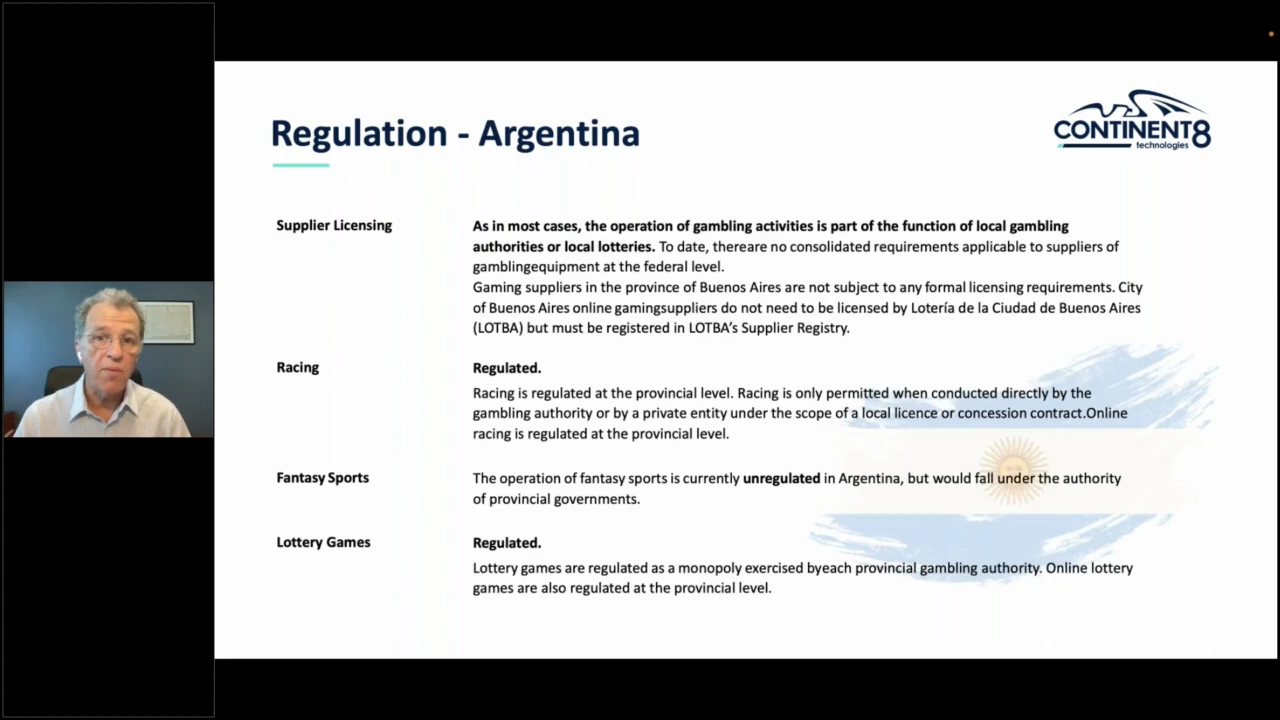 CONTINENT8
technologies
Regulation - Argentina
Supplier Licensing
As in most cases, the operation of gambling activities is part of the function of local gambling
authorities or local lotteries. To date, thereare no consolidated requirements applicable to suppliers of
gamblingequipment at the federal level.
Gaming suppliers in the province of Buenos Aires are not subject to any formal licensing requirements. City
of Buenos Aires online gamingsuppliers do not need to be licensed by Lotería de la Ciudad de Buenos Aires
(LOTBA) but must be registered in LOTBA’s Supplier Registry.
Racing
Regulated.
Racing is regulated at the provincial level. Racing is only permitted when conducted directly by the
gambling authority or by a private entity under the scope of a local licence or concession contract.Online
racing is regulated at the provincial level.
Fantasy Sports
The operation of fantasy sports is currently unregulated in Argentina, but would fall under the authority
of provincial governments.
Lottery Games
Regulated.
Lottery games are regulated as a monopoly exercised byeach provincial gambling authority. Online lottery
games are also regulated at the provincial level.